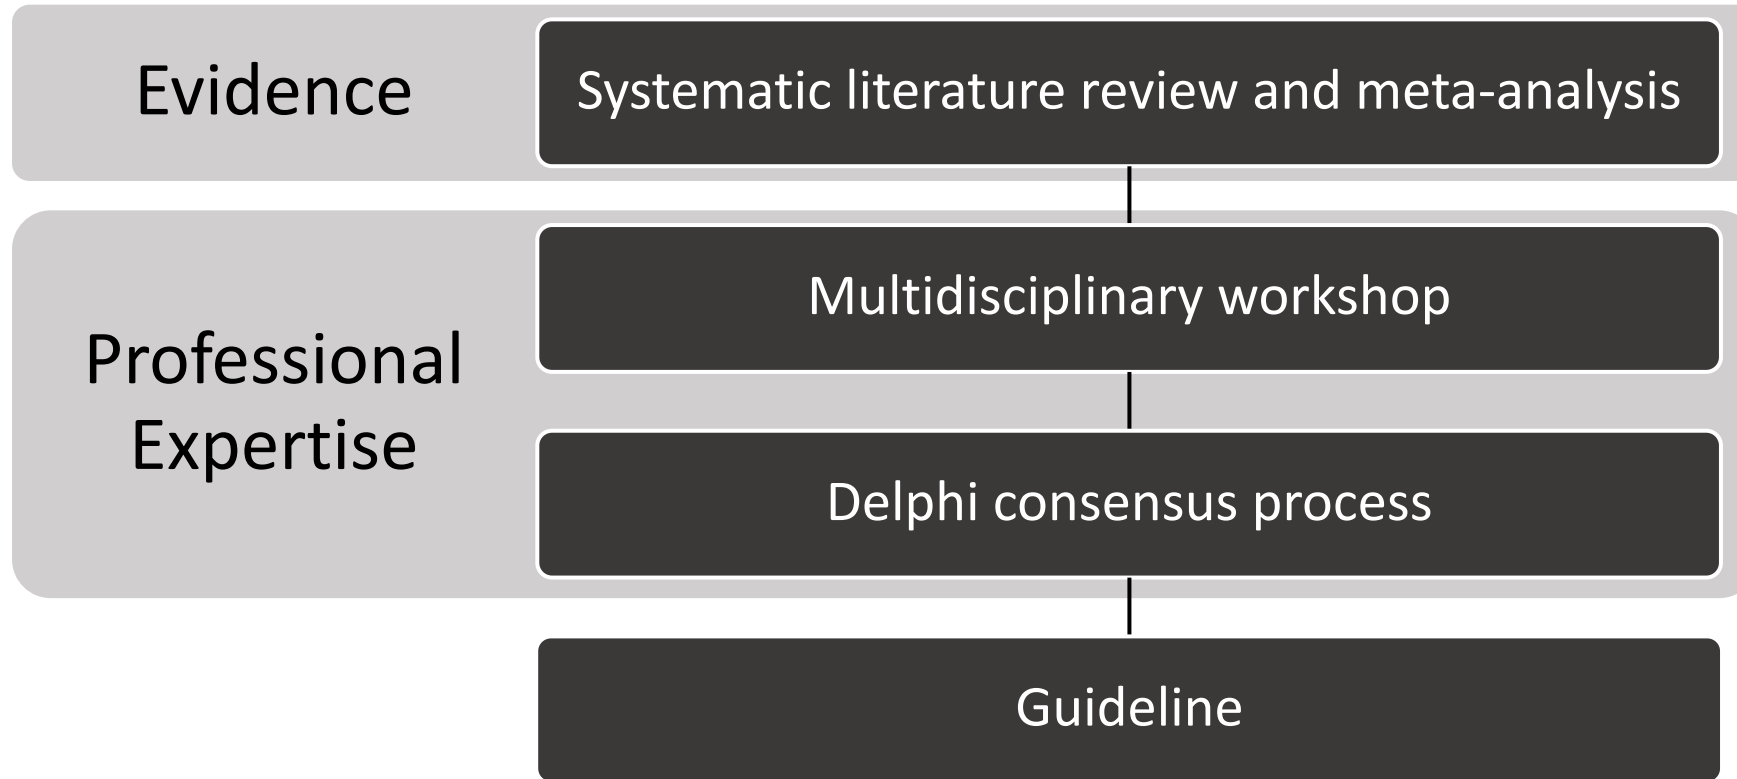 Evidence
Systematic literature review and meta-analysis
Professional
Expertise
Multidisciplinary workshop
Delphi consensus process
Guideline